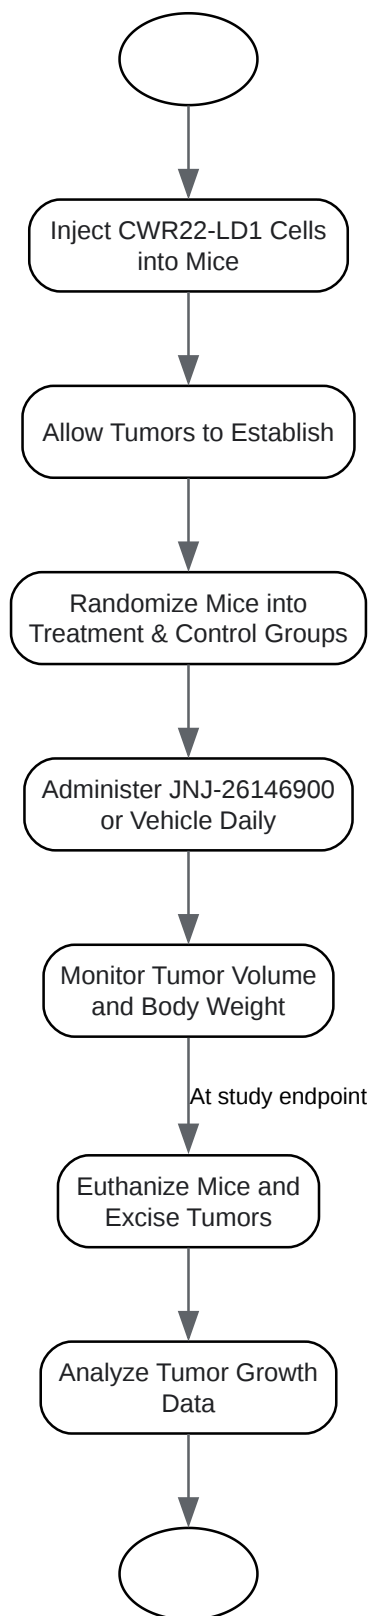 Inject CWR22-LD1 Cells
into Mice
Allow Tumors to Establish
Randomize Mice into
Treatment & Control Groups
Administer JNJ-26146900
or Vehicle Daily
Monitor Tumor Volume
and Body Weight
At study endpoint
Euthanize Mice and
Excise Tumors
Analyze Tumor Growth
Data